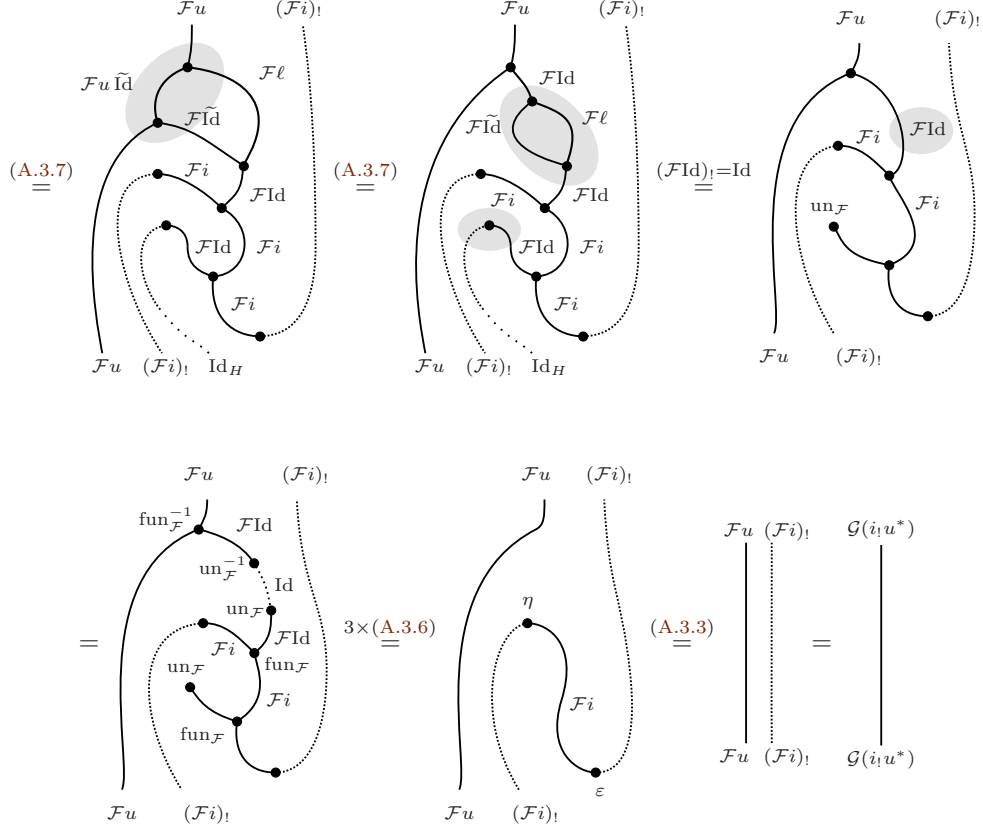 ℱu (ℱi)! ℱu (ℱi)! ℱu (ℱi)!
ℱu Ĩd ℱℓ ℱId
ℱĨd ℱĨd ℱℓ ℱId
(A.3.7) = ℱi (A.3.7) = (ℱId)!=Id = ℱi
ℱId ℱi ℱId un_ℱ ℱi
ℱId ℱi ℱId ℱi
ℱi ℱi
ℱu (ℱi)! Id_H ℱu (ℱi)! Id_H ℱu (ℱi)!
ℱu (ℱi)! ℱu (ℱi)!
fun_ℱ^{-1} ℱId ℱu (ℱi)! 𝒢(i!u*)
un_ℱ^{-1} Id
un_ℱ η
= ℱId 3×(A.3.6) = (A.3.3) = =
ℱi fun_ℱ
un_ℱ ℱi ℱi
fun_ℱ ℱu (ℱi)! 𝒢(i!u*)
ε
ℱu (ℱi)! ℱu (ℱi)!